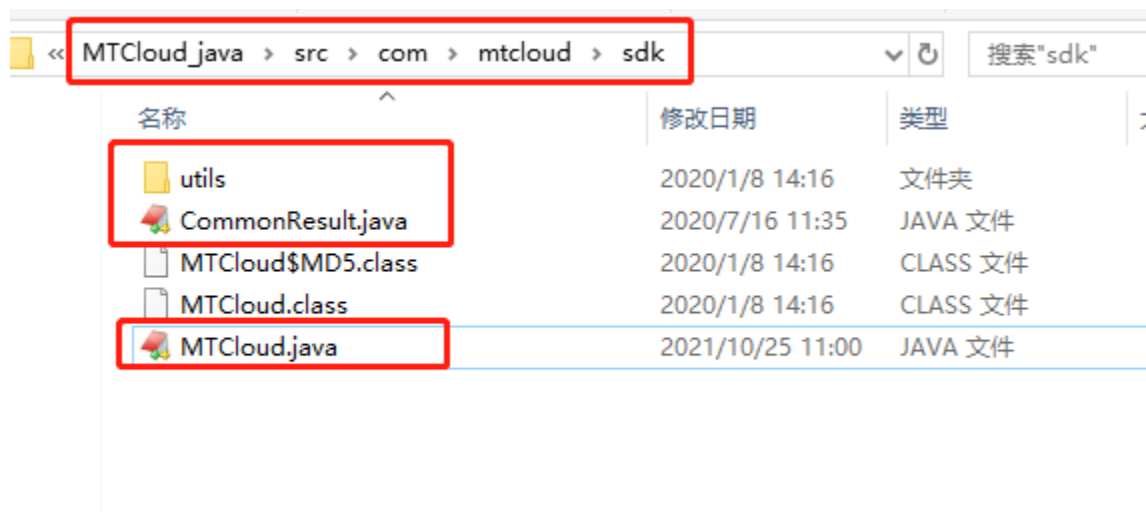 « MTCloud_java > src > com > mtcloud > sdk 搜索"sdk"
名称 修改日期 类型
utils 2020/1/8 14:16 文件夹
CommonResult.java 2020/7/16 11:35 JAVA 文件
MTCloud$MD5.class 2020/1/8 14:16 CLASS 文件
MTCloud.class 2020/1/8 14:16 CLASS 文件
MTCloud.java 2021/10/25 11:00 JAVA 文件